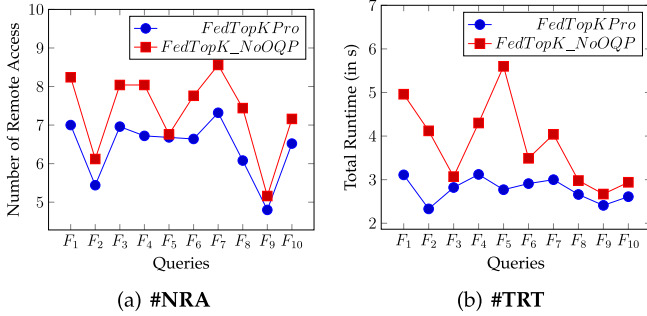 10
9
8
7
6
5
Number of Remote Access
FedTopKPro
FedTopK_NoOQP
F1 F2 F3 F4 F5 F6 F7 F8 F9 F10
Queries
(a) #NRA
7
6
5
4
3
2
Total Runtime (in s)
FedTopKPro
FedTopK_NoOQP
F1 F2 F3 F4 F5 F6 F7 F8 F9 F10
Queries
(b) #TRT